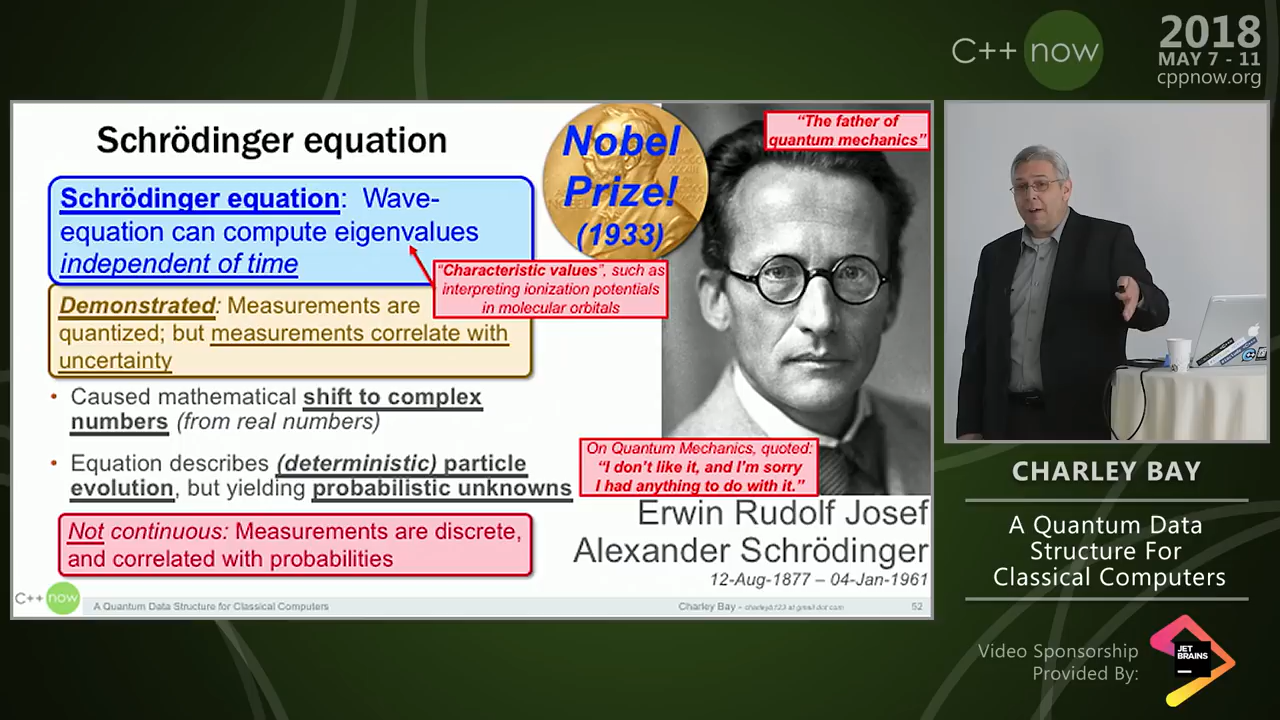 C++ now
2018
MAY 7 - 11
cppnow.org
Schrödinger equation
Nobel
Prize!
(1933)
“The father of
quantum mechanics”
Schrödinger equation: Wave-
equation can compute eigenvalues
independent of time
“Characteristic values”, such as
interpreting ionization potentials
in molecular orbitals
Demonstrated: Measurements are
quantized; but measurements correlate with
uncertainty
• Caused mathematical shift to complex
numbers (from real numbers)
• Equation describes (deterministic) particle
evolution, but yielding probabilistic unknowns
On Quantum Mechanics, quoted:
“I don't like it, and I'm sorry
I had anything to do with it.”
Not continuous: Measurements are discrete,
and correlated with probabilities
Erwin Rudolf Josef
Alexander Schrödinger
12-Aug-1877 – 04-Jan-1961
C++ now
A Quantum Data Structure for Classical Computers
Charley Bay - charleyb123 at gmail dot com
52
CHARLEY BAY
A Quantum Data
Structure For
Classical Computers
Video Sponsorship
Provided By:
JET
BRAINS